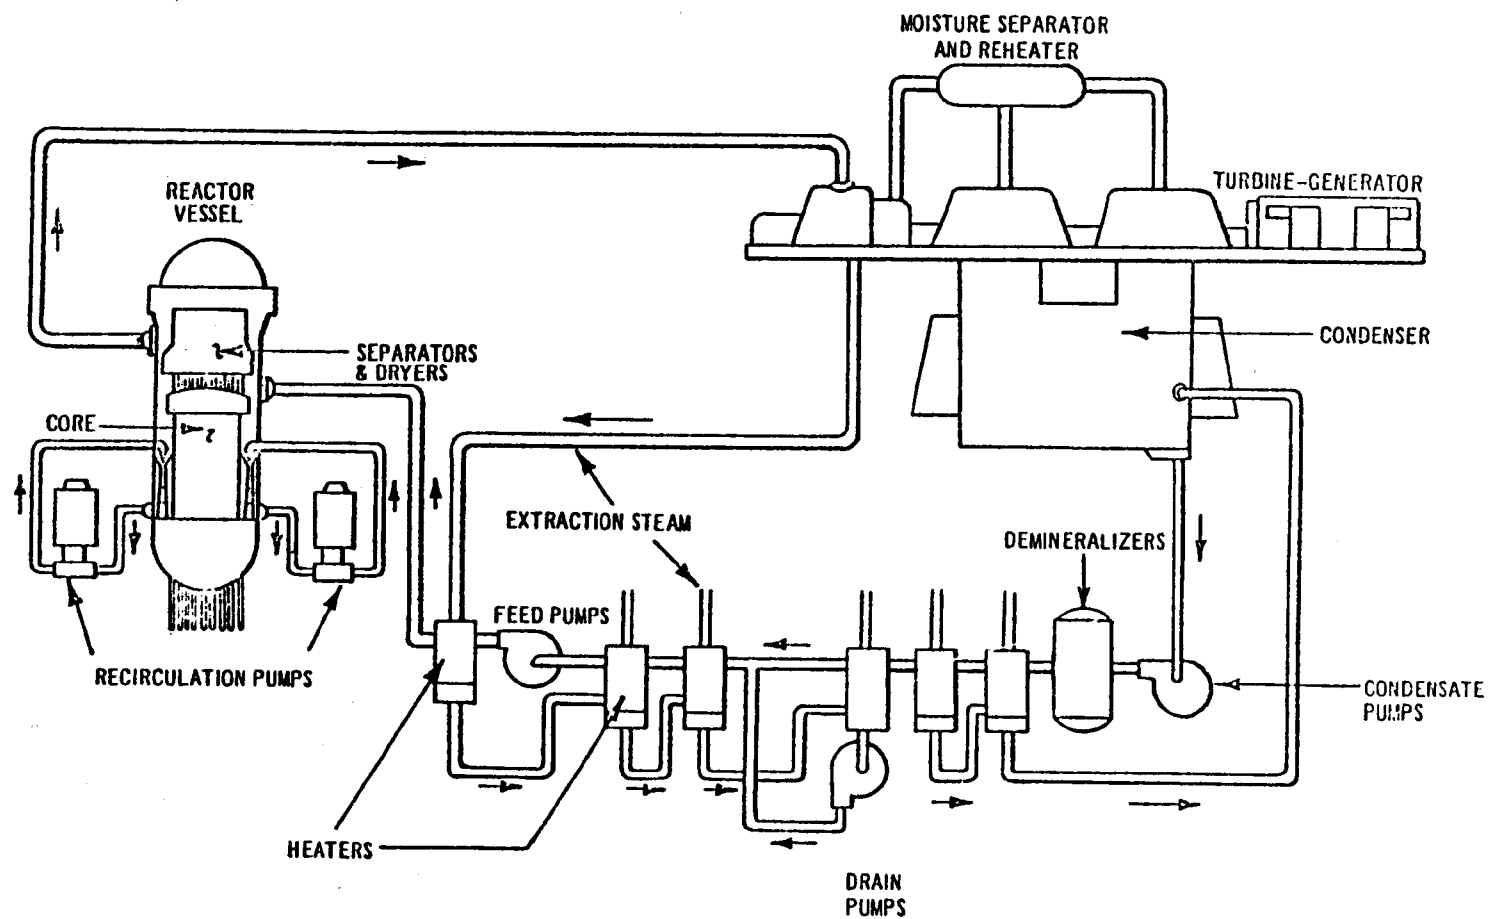 MOISTURE SEPARATOR
AND REHEATER
REACTOR
VESSEL
TURBINE-GENERATOR
SEPARATORS
& DRYERS
CONDENSER
CORE
EXTRACTION STEAM
DEMINERALIZERS
FEED PUMPS
RECIRCULATION PUMPS
CONDENSATE
PUMPS
HEATERS
DRAIN
PUMPS